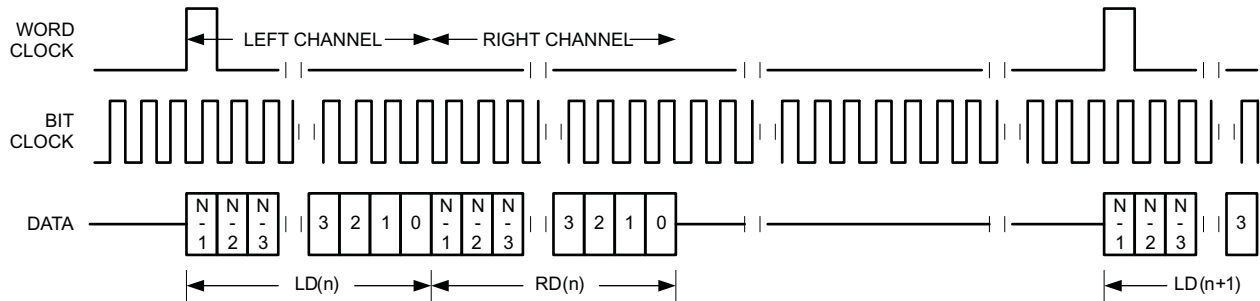 WORD
CLOCK
LEFT CHANNEL
RIGHT CHANNEL
BIT
CLOCK
DATA
N-1 N-2 N-3 3 2 1 0 N-1 N-2 N-3 3 2 1 0 N-1 N-2 N-3 3
LD(n) RD(n) LD(n+1)